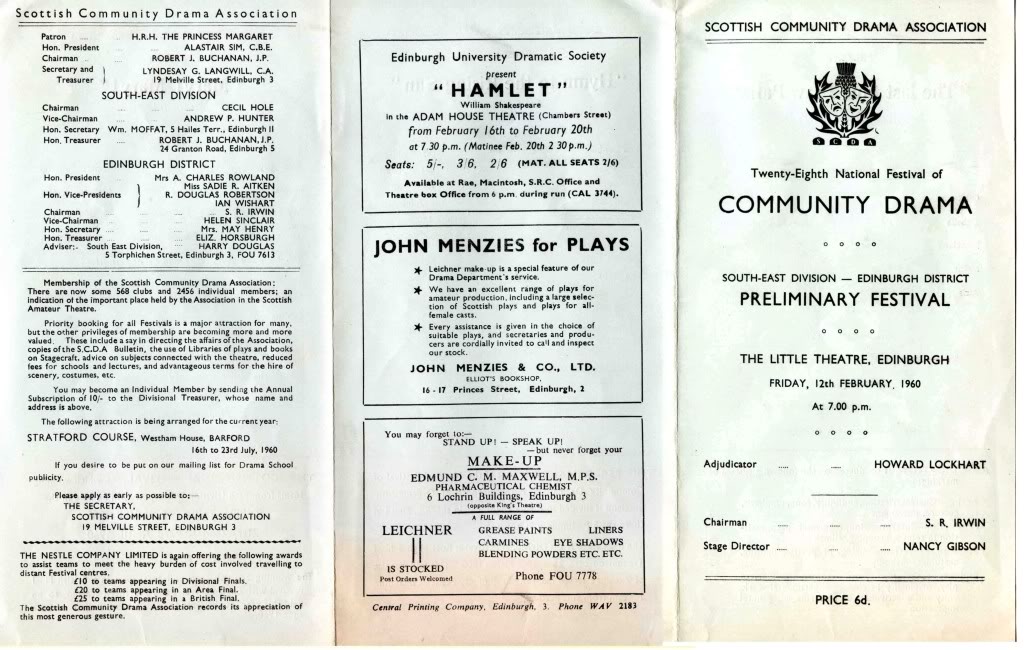 Scottish Community Drama Association
Patron .... .... H.R.H. THE PRINCESS MARGARET
Hon. President .... .... ALASTAIR SIM, C.B.E.
Chairman .. .... ROBERT J. BUCHANAN, J.P.
Secretary and Treasurer } LYNDESAY G. LANGWILL, C.A.
19 Melville Street, Edinburgh 3
SOUTH-EAST DIVISION
Chairman .... .... .... CECIL HOLE
Vice-Chairman .... .... ANDREW P. HUNTER
Hon. Secretary Wm. MOFFAT, 5 Hailes Terr., Edinburgh II
Hon. Treasurer .... ROBERT J. BUCHANAN, J.P.
24 Granton Road, Edinburgh 5
EDINBURGH DISTRICT
Hon. President .... Mrs A. CHARLES ROWLAND
Miss SADIE R. AITKEN
Hon. Vice-Presidents } R. DOUGLAS ROBERTSON
IAN WISHART
Chairman .... .... .... S. R. IRWIN
Vice-Chairman .... .... .... HELEN SINCLAIR
Hon. Secretary .... .... .... Mrs. MAY HENRY
Hon. Treasurer .... .... ELIZ. HORSBURGH
Adviser:- South East Division, .... HARRY DOUGLAS
5 Torphichen Street, Edinburgh 3, FOU 7613
Membership of the Scottish Community Drama Association;
There are now some 568 clubs and 2456 individual members; an
indication of the important place held by the Association in the Scottish
Amateur Theatre.
Priority booking for all Festivals is a major attraction for many,
but the other privileges of membership are becoming more and more
valued. These include a say in directing the affairs of the Association,
copies of the S.C.D.A Bulletin, the use of Libraries of plays and books
on Stagecraft, advice on subjects connected with the theatre, reduced
fees for schools and lectures, and advantageous terms for the hire of
scenery, costumes, etc.
You may become an Individual Member by sending the Annual
Subscription of 10/- to the Divisional Treasurer, whose name and
address is above.
The following attraction is being arranged for the current year:
STRATFORD COURSE, Westham House, BARFORD
16th to 23rd July, 1960
If you desire to be put on our mailing list for Drama School
publicity.
Please apply as early as possible to;—
THE SECRETARY,
SCOTTISH COMMUNITY DRAMA ASSOCIATION
19 MELVILLE STREET, EDINBURGH 3
THE NESTLE COMPANY LIMITED is again offering the following awards
to assist teams to meet the heavy burden of cost involved travelling to
distant Festival centres.
£10 to teams appearing in Divisional Finals.
£20 to teams appearing in an Area Final.
£25 to teams appearing in a British Final.
The Scottish Community Drama Association records its appreciation of
this most generous gesture.
Edinburgh University Dramatic Society
present
"HAMLET"
William Shakespeare
in the ADAM HOUSE THEATRE (Chambers Street)
from February 16th to February 20th
at 7.30 p.m. (Matinee Feb. 20th 2 30 p.m.)
Seats: 5/-, 3/6, 2/6 (MAT. ALL SEATS 2/6)
Available at Rae, Macintosh, S.R.C. Office and
Theatre box Office from 6 p.m. during run (CAL 3744).
JOHN MENZIES for PLAYS
★ Leichner make-up is a special feature of our
Drama Department's service.
★ We have an excellent range of plays for
amateur production, including a large selec-
tion of Scottish plays and plays for all-
female casts.
★ Every assistance is given in the choice of
suitable plays, and secretaries and produ-
cers are cordially invited to call and inspect
our stock.
JOHN MENZIES & CO., LTD.
ELLIOT'S BOOKSHOP,
16 - 17 Princes Street, Edinburgh, 2
You may forget to:—
STAND UP! — SPEAK UP!
—but never forget your
MAKE-UP
EDMUND C. M. MAXWELL, M.P.S.
PHARMACEUTICAL CHEMIST
6 Lochrin Buildings, Edinburgh 3
(opposite King's Theatre)
A FULL RANGE OF
LEICHNER GREASE PAINTS LINERS
CARMINES EYE SHADOWS
BLENDING POWDERS ETC. ETC.
IS STOCKED
Post Orders Welcomed Phone FOU 7778
Central Printing Company, Edinburgh, 3. Phone WAV 2183
SCOTTISH COMMUNITY DRAMA ASSOCIATION
SCDA
Twenty-Eighth National Festival of
COMMUNITY DRAMA
SOUTH-EAST DIVISION — EDINBURGH DISTRICT
PRELIMINARY FESTIVAL
THE LITTLE THEATRE, EDINBURGH
FRIDAY, 12th FEBRUARY, 1960
At 7.00 p.m.
Adjudicator .... .... HOWARD LOCKHART
Chairman .... .... .... S. R. IRWIN
Stage Director .... .... NANCY GIBSON
PRICE 6d.